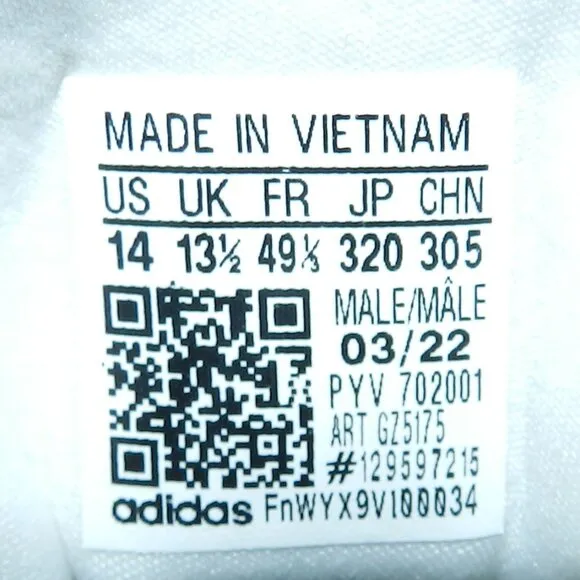 MADE IN VIETNAM
US UK FR JP CHN
14 13½ 49⅓ 320 305
MALE/MÂLE
03/22
PYV 702001
ART GZ5175
#129597215
adidas FnWYX9Vl00034